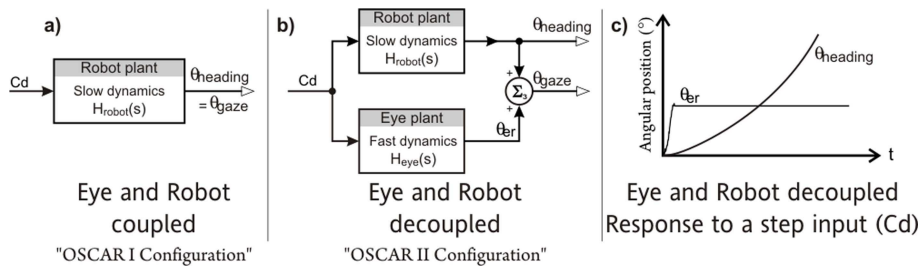 a)
Cd
Robot plant
Slow dynamics
Hrobot(s)
θheading
= θgaze
Eye and Robot
coupled
"OSCAR I Configuration"
b)
Cd
Robot plant
Slow dynamics
Hrobot(s)
θheading
+
Σ3
+
θgaze
Eye plant
Fast dynamics
Heye(s)
θer
Eye and Robot
decoupled
"OSCAR II Configuration"
c)
Angular position (°)
θheading
θer
t
Eye and Robot decoupled
Response to a step input (Cd)